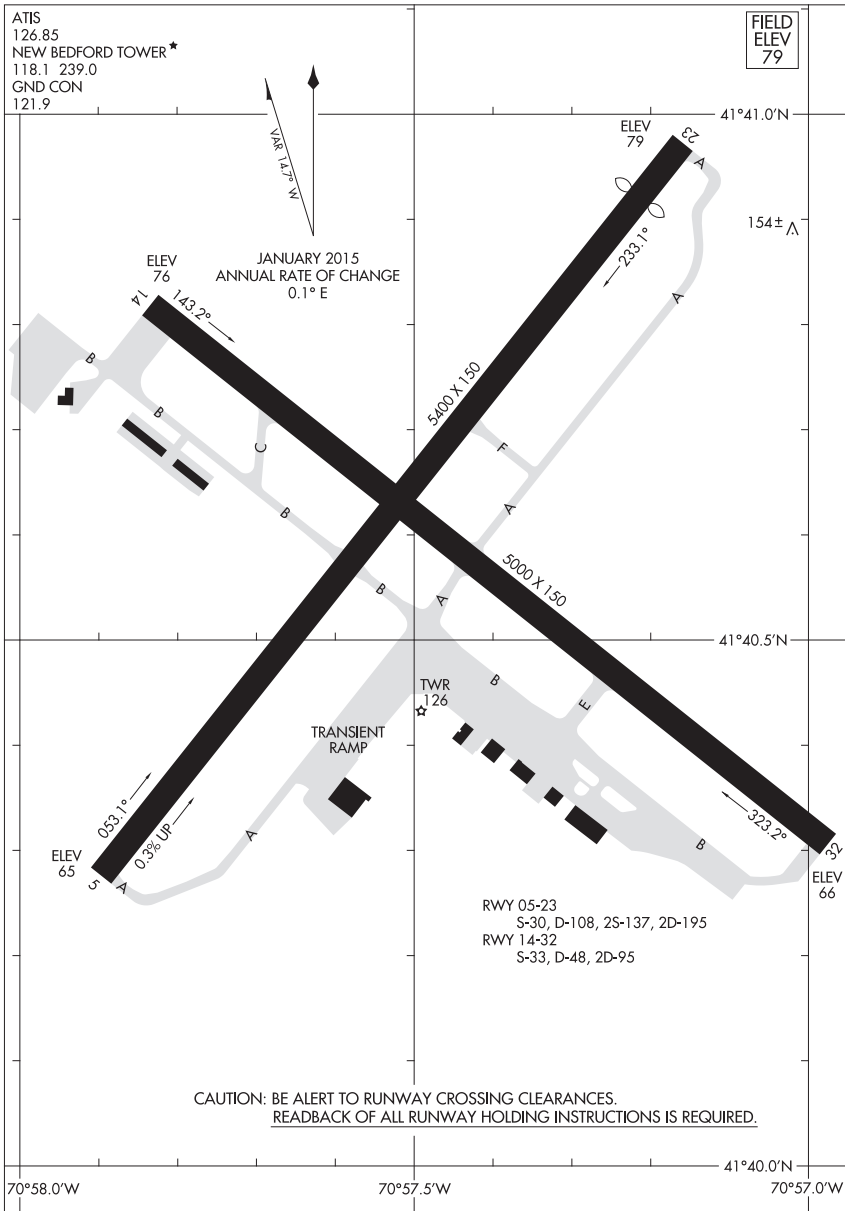 ATIS
126.85
NEW BEDFORD TOWER ★
118.1 239.0
GND CON
121.9
FIELD
ELEV
79
VAR 14.7° W
JANUARY 2015
ANNUAL RATE OF CHANGE
0.1° E
41°41.0'N
ELEV
79
23
A
154±
233.1°
A
ELEV
76
14
143.2°
B
B
C
B
B
5400 X 150
F
A
A
5000 X 150
41°40.5'N
B
E
TWR
126
TRANSIENT
RAMP
053.1°
0.3% UP
A
ELEV
65
5
A
323.2°
B
32
ELEV
66
RWY 05-23
S-30, D-108, 2S-137, 2D-195
RWY 14-32
S-33, D-48, 2D-95
CAUTION: BE ALERT TO RUNWAY CROSSING CLEARANCES.
READBACK OF ALL RUNWAY HOLDING INSTRUCTIONS IS REQUIRED.
41°40.0'N
70°58.0'W
70°57.5'W
70°57.0'W